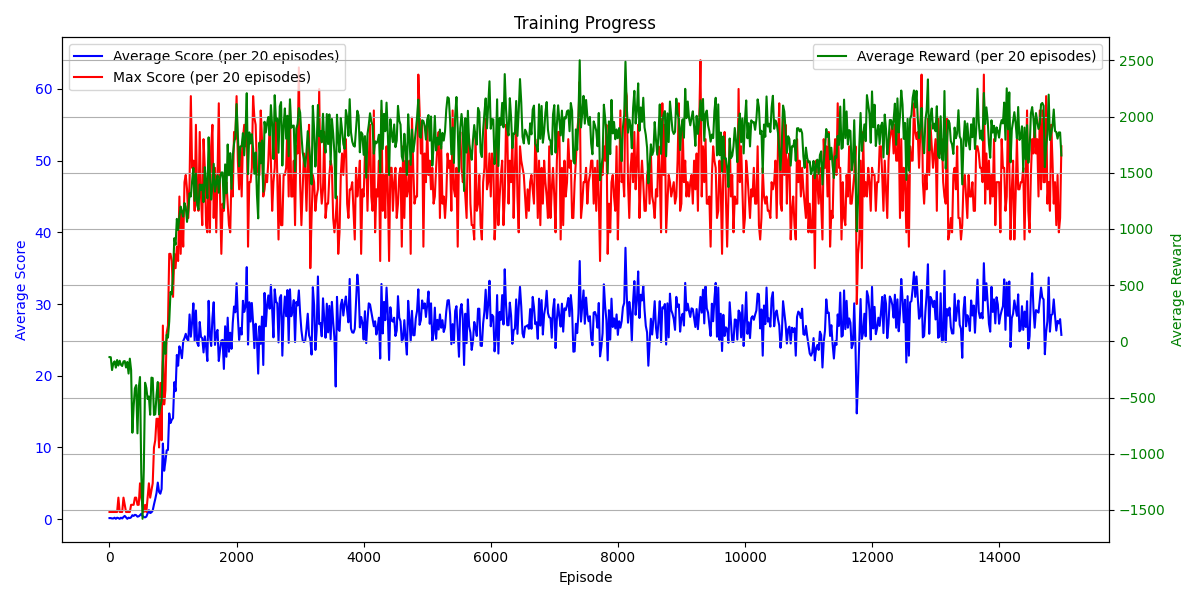 Training Progress
Average Score (per 20 episodes)
Max Score (per 20 episodes)
Average Reward (per 20 episodes)
Average Score
60
50
40
30
20
10
0
2500
2000
1500
1000
500
0
−500
−1000
−1500
Average Reward
0 2000 4000 6000 8000 10000 12000 14000
Episode